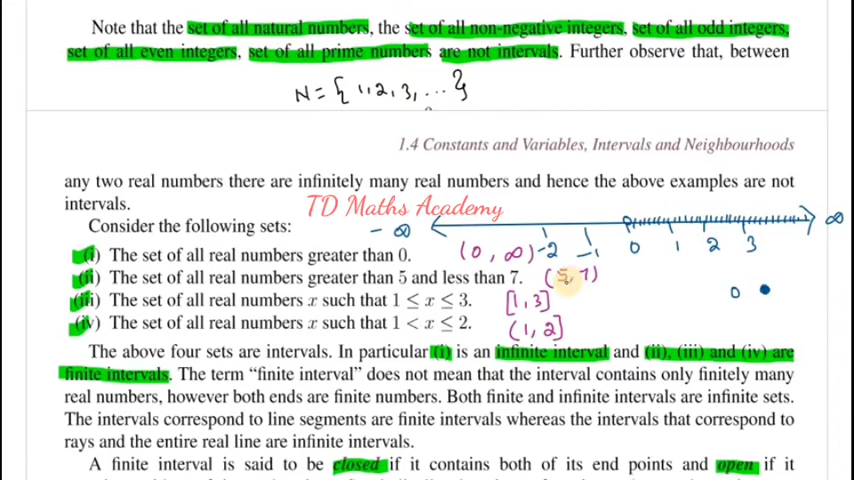 Note that the set of all natural numbers, the set of all non-negative integers, set of all odd integers,
set of all even integers, set of all prime numbers are not intervals. Further observe that, between
N = { 1, 2, 3, ... }
1.4 Constants and Variables, Intervals and Neighbourhoods
any two real numbers there are infinitely many real numbers and hence the above examples are not
intervals.
TD Maths Academy
Consider the following sets:
- ∞ ∞
-2 -1 0 1 2 3
(i) The set of all real numbers greater than 0. (0, ∞)
(ii) The set of all real numbers greater than 5 and less than 7. (5, 7)
0
(iii) The set of all real numbers x such that 1 ≤ x ≤ 3. [1, 3]
(iv) The set of all real numbers x such that 1 < x ≤ 2. (1, 2]
The above four sets are intervals. In particular (i) is an infinite interval and (ii), (iii) and (iv) are
finite intervals. The term “finite interval” does not mean that the interval contains only finitely many
real numbers, however both ends are finite numbers. Both finite and infinite intervals are infinite sets.
The intervals correspond to line segments are finite intervals whereas the intervals that correspond to
rays and the entire real line are infinite intervals.
A finite interval is said to be closed if it contains both of its end points and open if it